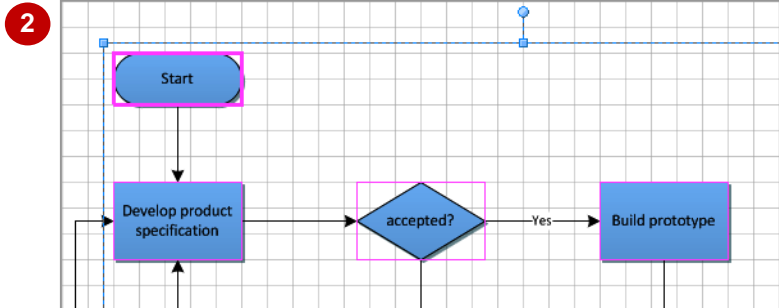 2
Start
Develop product
specification
accepted?
Yes
Build prototype